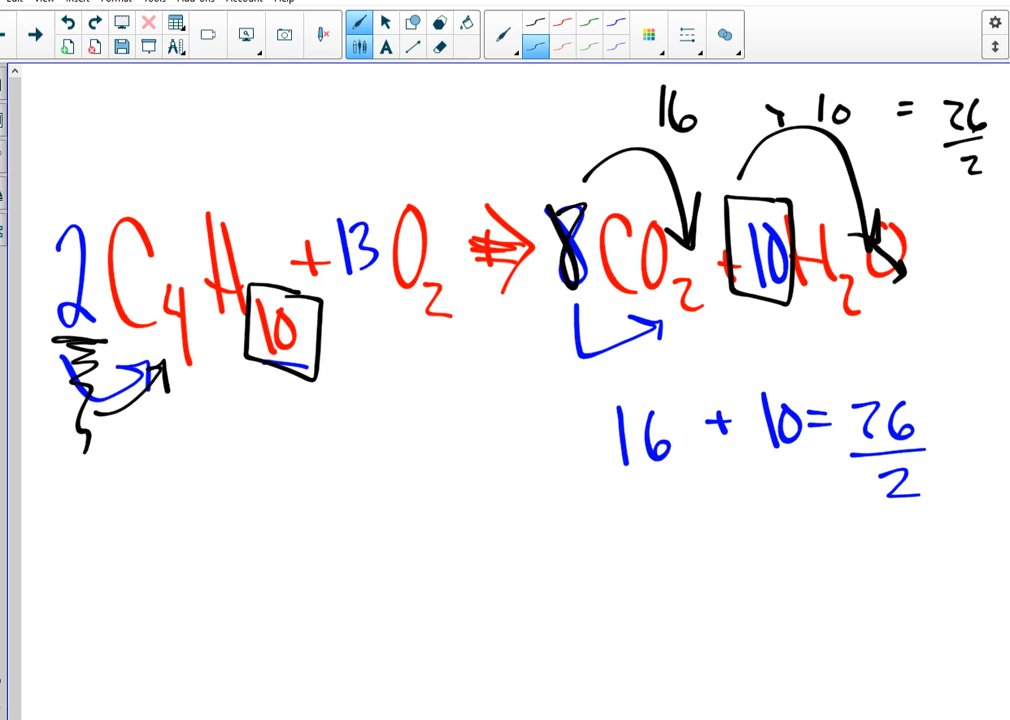 16 + 10 = 26/2
2C4H10 + 13O2 ⇒ 8CO2 + 10H2O
16 + 10 = 26/2